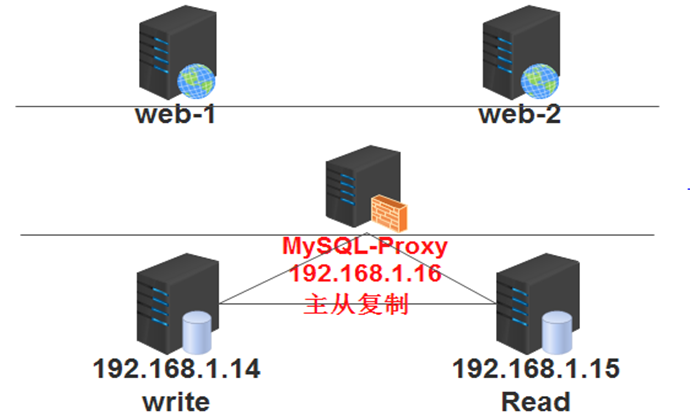 web-1
web-2
MySQL-Proxy
192.168.1.16
主从复制
192.168.1.14
write
192.168.1.15
Read